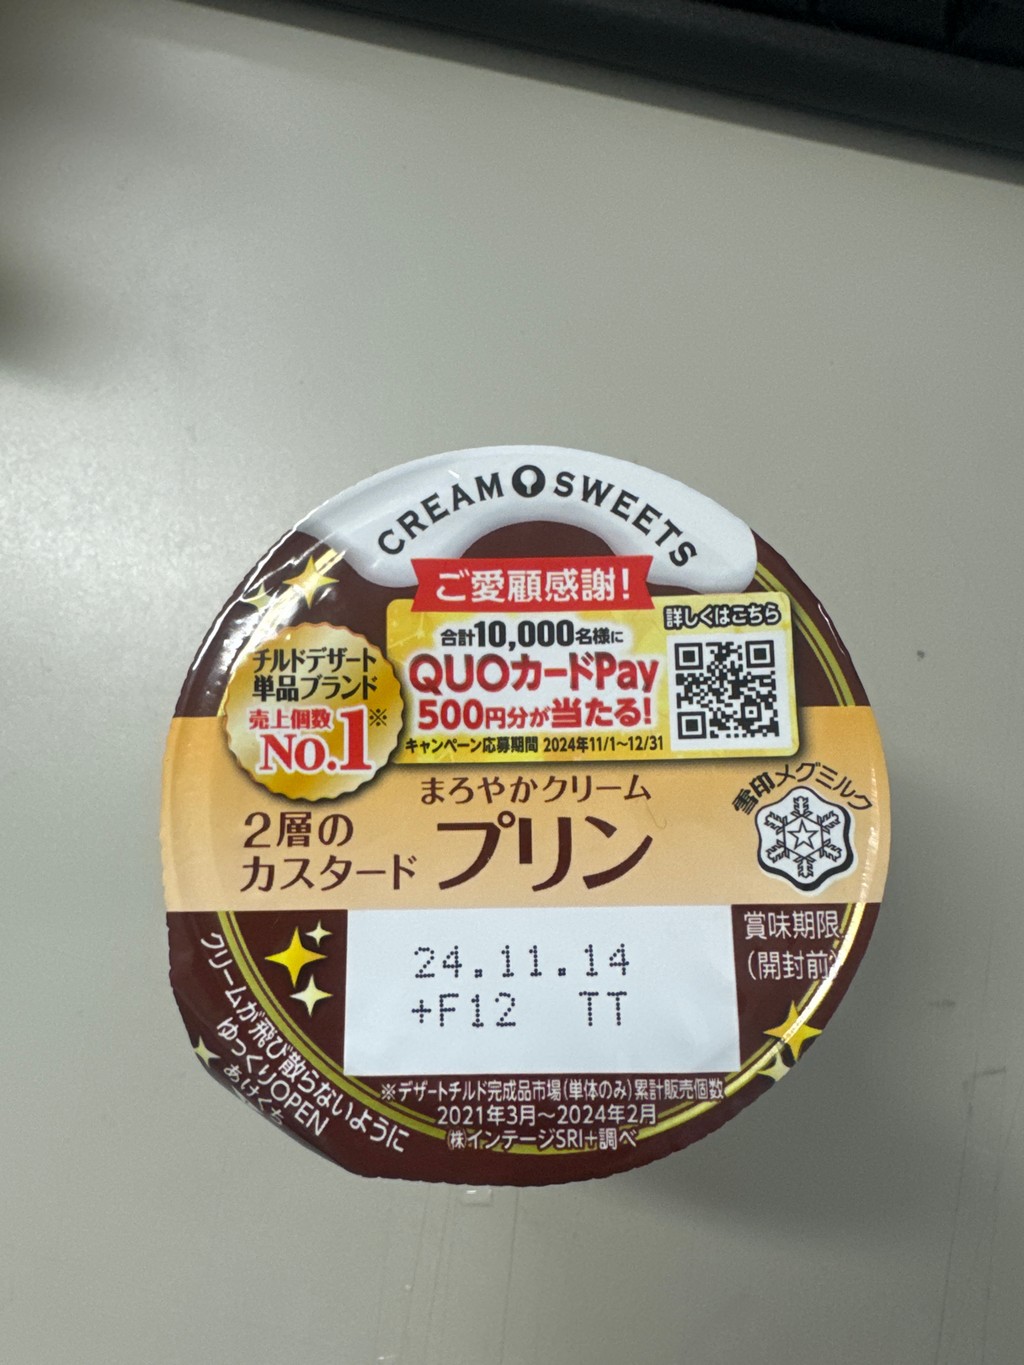 CREAM SWEETS
ご愛顧感謝!
合計10,000名様に
QUOカードPay
500円分が当たる!
キャンペーン応募期間 2024年11/1～12/31
詳しくはこちら
チルドデザート
単品ブランド
売上個数
No.1※
まろやかクリーム
2層の
カスタード
プリン
雪印メグミルク
賞味期限
(開封前)
24.11.14
+F12 TT
クリームが飛び散らないように
ゆっくりOPEN
あけくち
※デザートチルド完成品市場(単体のみ)累計販売個数
2021年3月～2024年2月
㈱インテージSRI+調べ